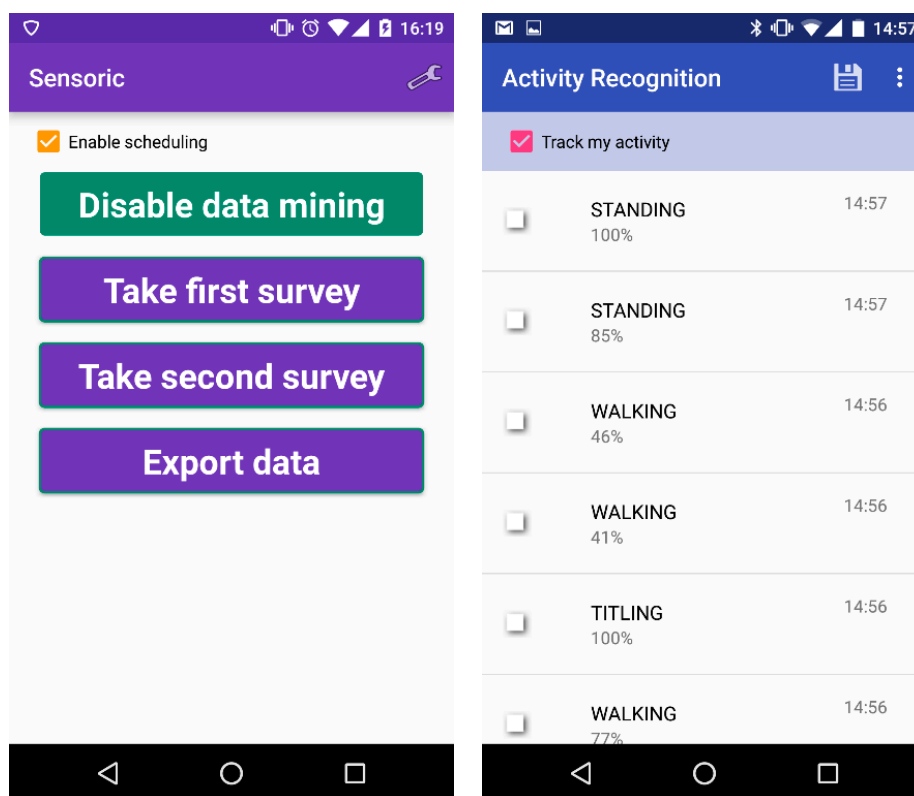 16:19
Sensoric
Enable scheduling
Disable data mining
Take first survey
Take second survey
Export data
14:57
Activity Recognition
Track my activity
STANDING 14:57
100%
STANDING 14:57
85%
WALKING 14:56
46%
WALKING 14:56
41%
TITLING 14:56
100%
WALKING 14:56
77%